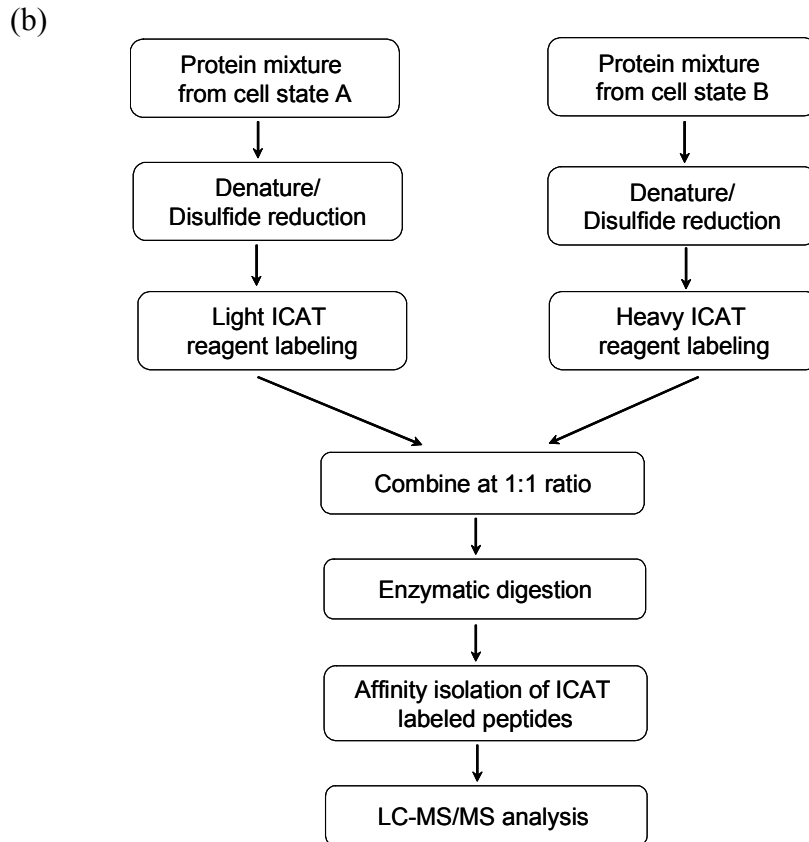 (b)
Protein mixture
from cell state A
Protein mixture
from cell state B
Denature/
Disulfide reduction
Denature/
Disulfide reduction
Light ICAT
reagent labeling
Heavy ICAT
reagent labeling
Combine at 1:1 ratio
Enzymatic digestion
Affinity isolation of ICAT
labeled peptides
LC-MS/MS analysis